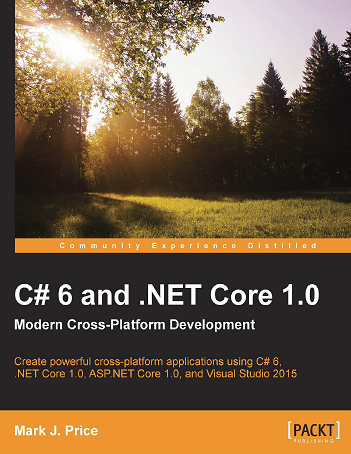 Community Experience Distilled
C# 6 and .NET Core 1.0
Modern Cross-Platform Development
Create powerful cross-platform applications using C# 6,
.NET Core 1.0, ASP.NET Core 1.0, and Visual Studio 2015
Mark J. Price
[PACKT]
PUBLISHING